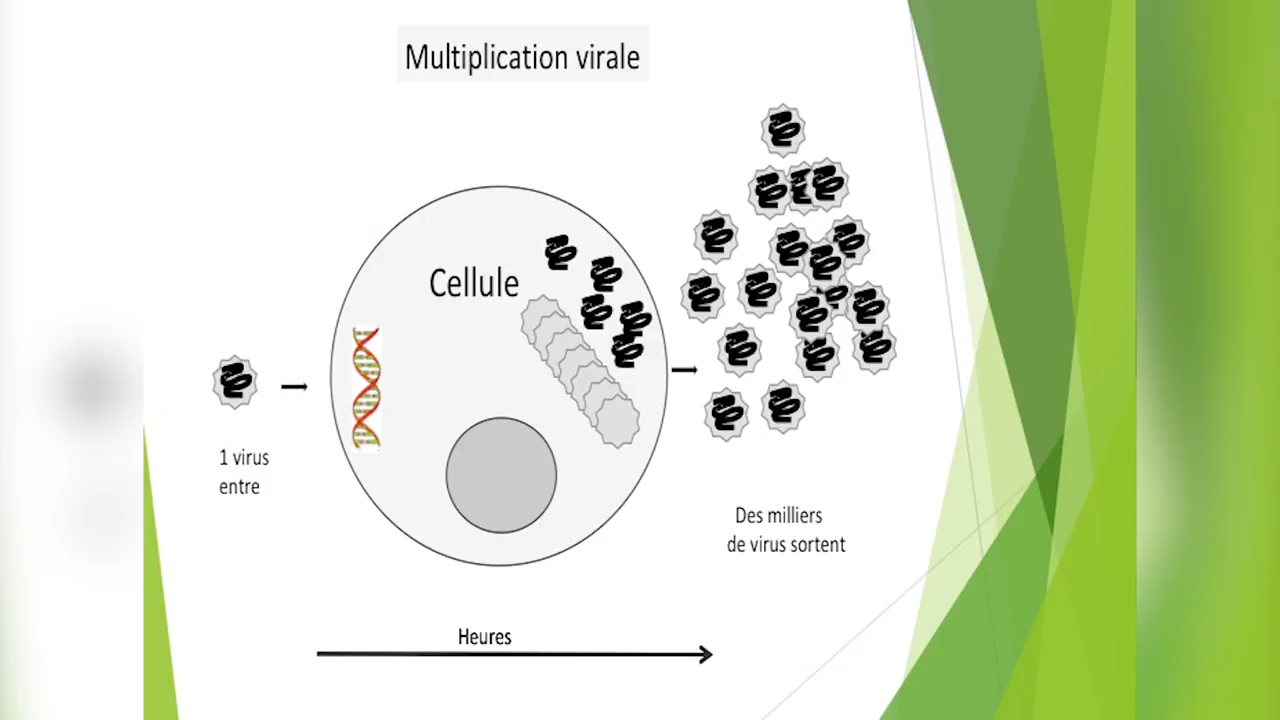 Multiplication virale
Cellule
1 virus
entre
Des milliers
de virus sortent
Heures